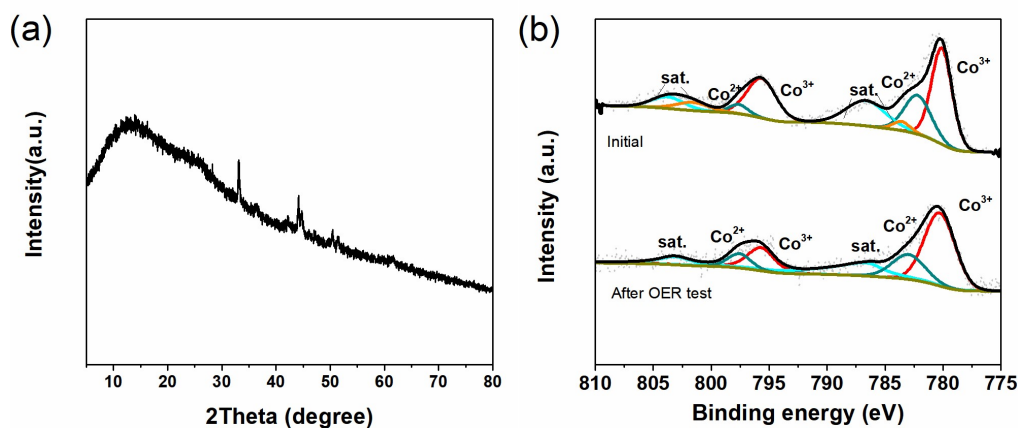 (a)
Intensity(a.u.)
10 20 30 40 50 60 70 80
2Theta (degree)
(b)
Intensity (a.u.)
sat.
Co2+
Co3+
sat.
Co2+
Co3+
Initial
sat.
Co2+
Co3+
sat.
Co2+
Co3+
After OER test
810 805 800 795 790 785 780 775
Binding energy (eV)